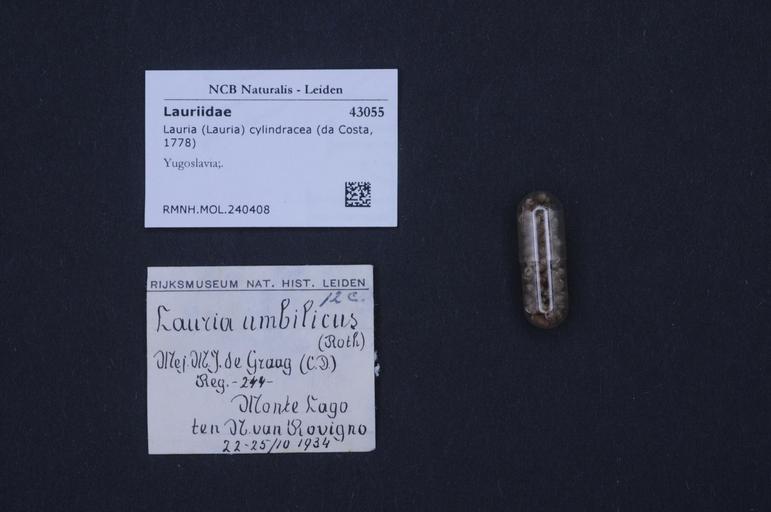 NCB Naturalis - Leiden
Lauriidae 43055
Lauria (Lauria) cylindracea (da Costa,
1778)
Yugoslavia;.
RMNH.MOL.240408
RIJKSMUSEUM NAT. HIST. LEIDEN
12 c.
Lauria umbilicus
(Roth)
Mej. M.J. de Graag (C.D.)
Reg. - 244 -
Monte Lago
ten N. van Rovigno
22-25/10 1934